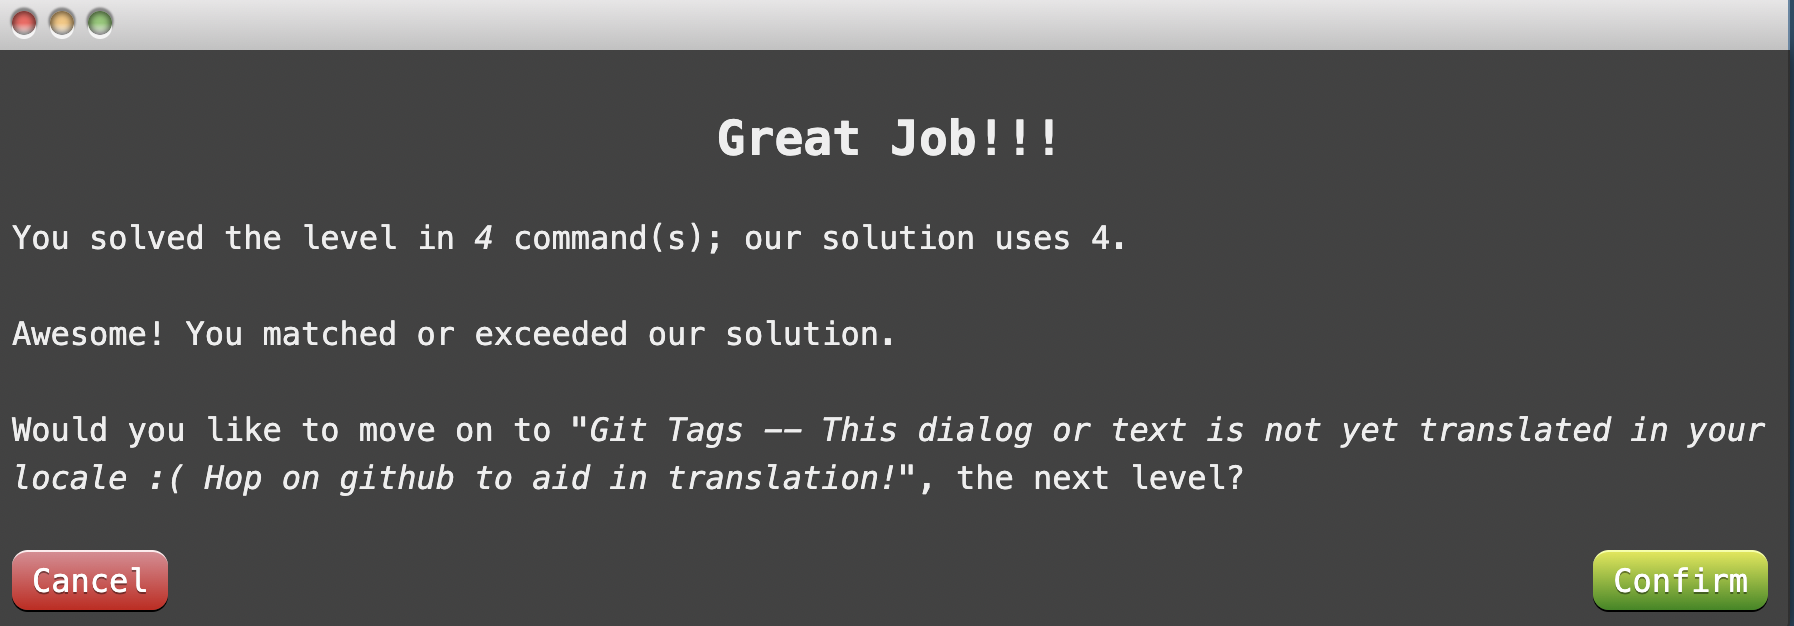 Great Job!!!
You solved the level in 4 command(s); our solution uses 4.
Awesome! You matched or exceeded our solution.
Would you like to move on to "Git Tags -- This dialog or text is not yet translated in your
locale :( Hop on github to aid in translation!", the next level?
Cancel
Confirm